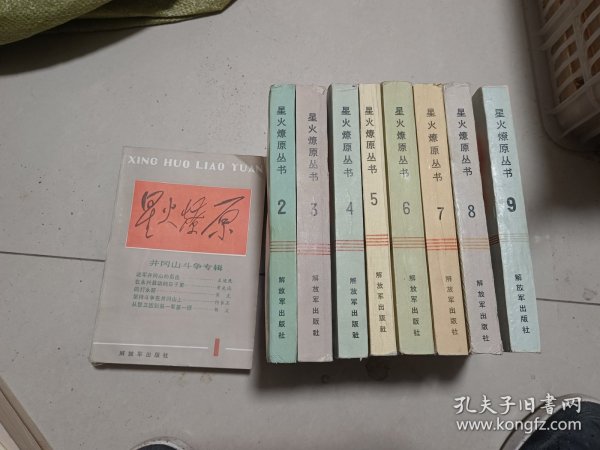 XING HUO LIAO YUAN
星火燎原
井冈山斗争专辑
1
解放军出版社
星火燎原丛书
2
解放军出版社
星火燎原丛书
3
解放军出版社
星火燎原丛书
4
解放军出版社
星火燎原丛书
5
解放军出版社
星火燎原丛书
6
解放军出版社
星火燎原丛书
7
解放军出版社
星火燎原丛书
8
解放军出版社
星火燎原丛书
9
解放军出版社
孔夫子旧书网
www.kongfz.com